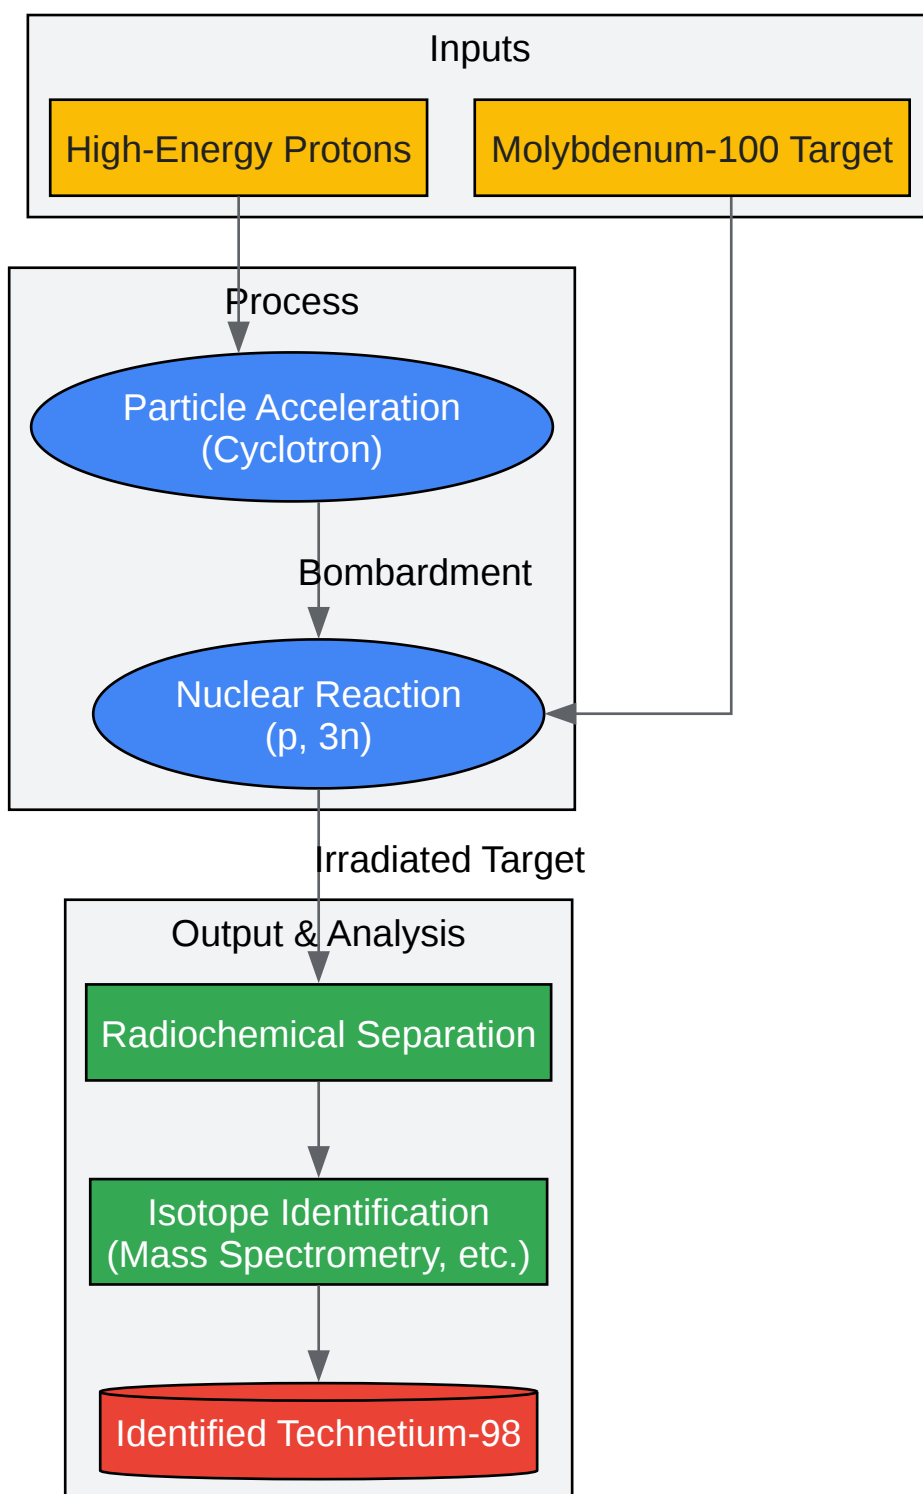 Inputs
High-Energy Protons
Molybdenum-100 Target
Process
Particle Acceleration
(Cyclotron)
Bombardment
Nuclear Reaction
(p, 3n)
Irradiated Target
Output & Analysis
Radiochemical Separation
Isotope Identification
(Mass Spectrometry, etc.)
Identified Technetium-98